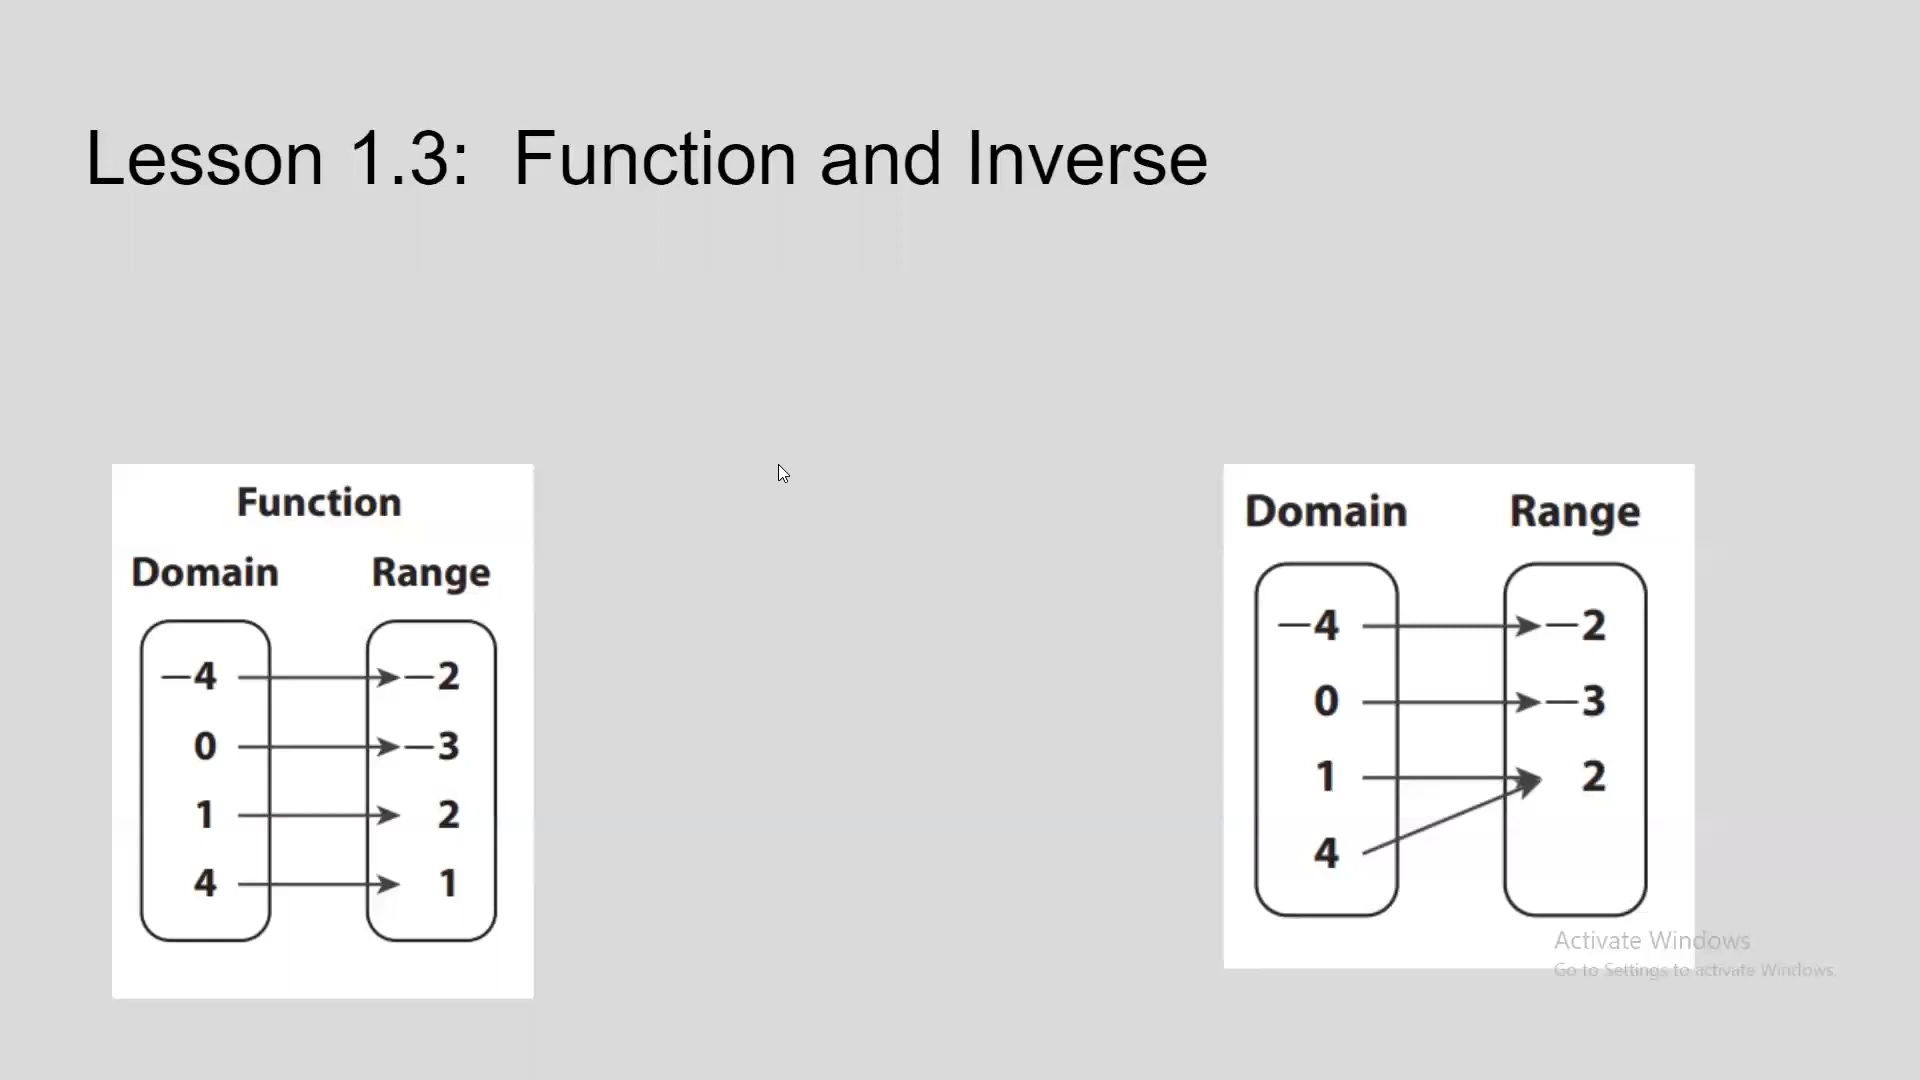 Lesson 1.3:  Function and Inverse
Function
Domain Range
−4 −2
0 −3
1 2
4 1
Domain Range
−4 −2
0 −3
1 2
4
Activate Windows
Go to Settings to activate Windows.